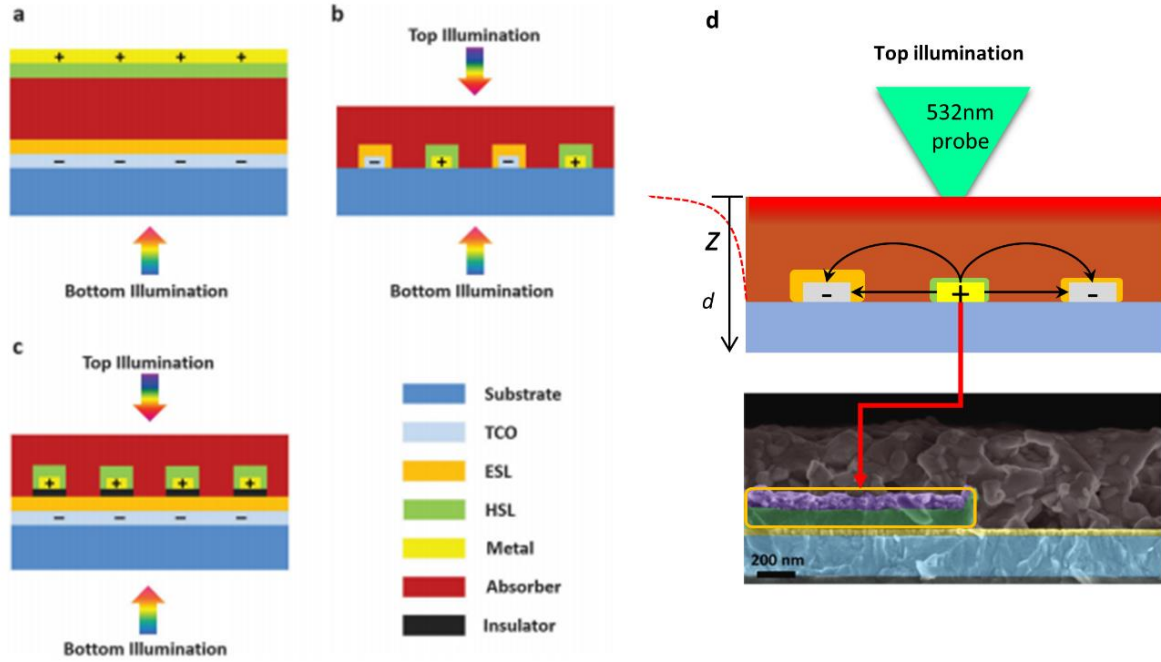 a
+ + + +
- - - -
Bottom Illumination
b
Top Illumination
- + - +
Bottom Illumination
c
Top Illumination
+ + + +
- - - -
Bottom Illumination
Substrate
TCO
ESL
HSL
Metal
Absorber
Insulator
d
Top illumination
532nm
probe
Z
d
- + -
200 nm